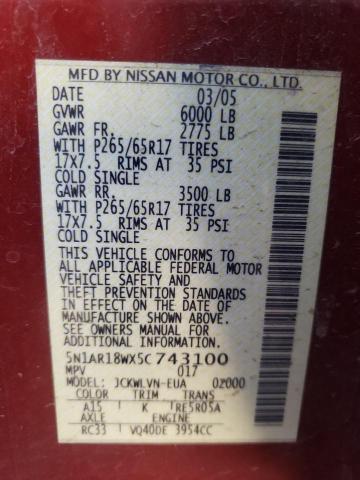 MFD BY NISSAN MOTOR CO., LTD.
DATE 03/05
GVWR 6000 LB
GAWR FR. 2775 LB
WITH P265/65R17 TIRES
17X7.5 RIMS AT 35 PSI
COLD SINGLE
GAWR RR. 3500 LB
WITH P265/65R17 TIRES
17X7.5 RIMS AT 35 PSI
COLD SINGLE
THIS VEHICLE CONFORMS TO
ALL APPLICABLE FEDERAL MOTOR
VEHICLE SAFETY AND
THEFT PREVENTION STANDARDS
IN EFFECT ON THE DATE OF
MANUFACTURE SHOWN ABOVE.
SEE OWNERS MANUAL FOR
ADDITIONAL INFORMATION.
5N1AR18WX5C 743100
MPV 017
MODEL: JCKWLVN-EUA 02000
COLOR TRIM TRANS
A15 K RE5R05A
AXLE ENGINE
RC33 VQ40DE 3954CC